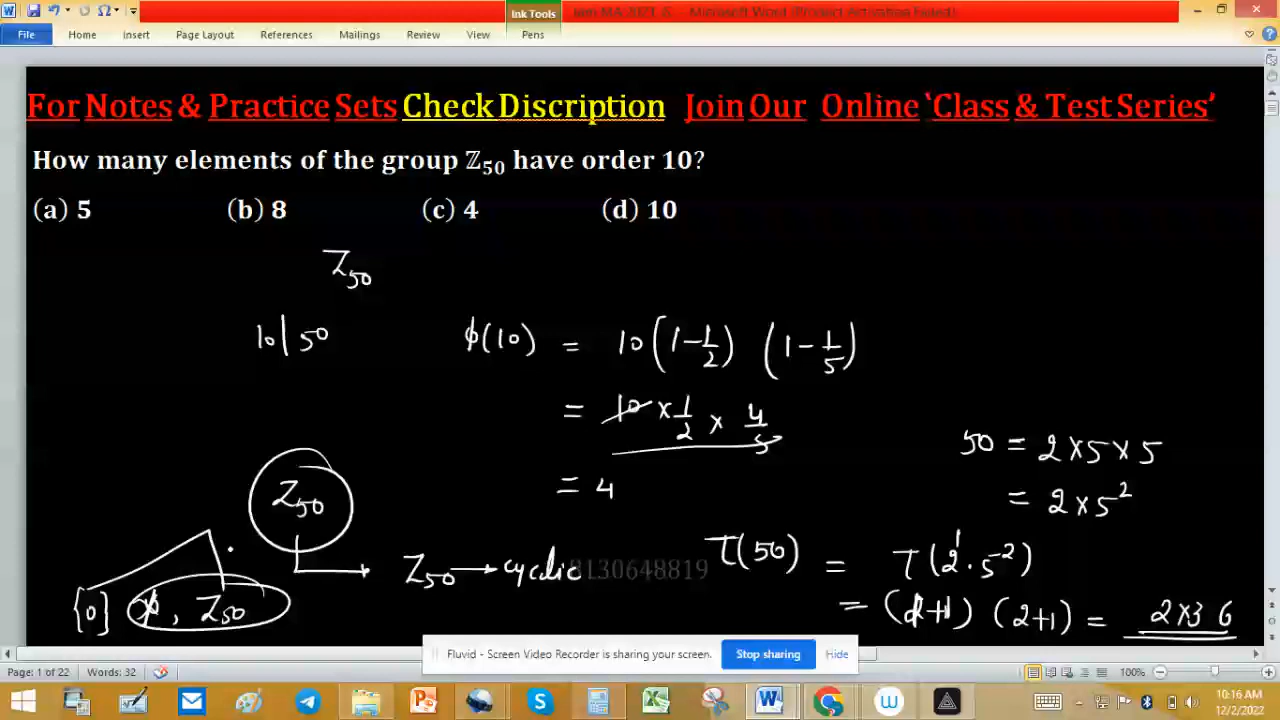 Ink Tools
File Home Insert Page Layout References Mailings Review View Pens
For Notes & Practice Sets Check Discription Join Our Online ‘Class & Test Series’
How many elements of the group ℤ50 have order 10?
(a) 5 (b) 8 (c) 4 (d) 10
Z50
10|50 ϕ(10) = 10(1-1/2) (1-1/5)
= 10 × 1/2 × 4/5
= 4
50 = 2×5×5
= 2×5²
Z50
Z50 → cyclic
8130648819
τ(50) = τ(2¹·5²)
{0} , Z50
= (1+1) (2+1) = 2×3 6
Fluvid - Screen Video Recorder is sharing your screen. Stop sharing Hide
Page: 1 of 22 Words: 32 100%
10:16 AM
12/2/2022